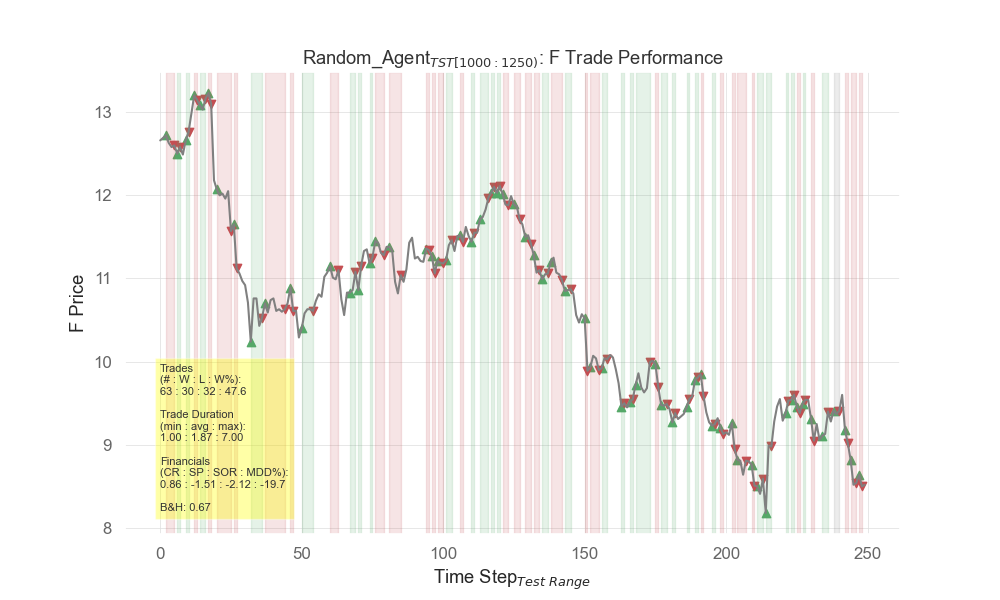 Random_Agent TST[1000 : 1250): F Trade Performance
F Price
13
12
11
10
9
8
Trades
(# : W : L : W%):
63 : 30 : 32 : 47.6
Trade Duration
(min : avg : max):
1.00 : 1.87 : 7.00
Financials
(CR : SP : SOR : MDD%):
0.86 : -1.51 : -2.12 : -19.7
B&H: 0.67
0 50 100 150 200 250
Time Step Test Range